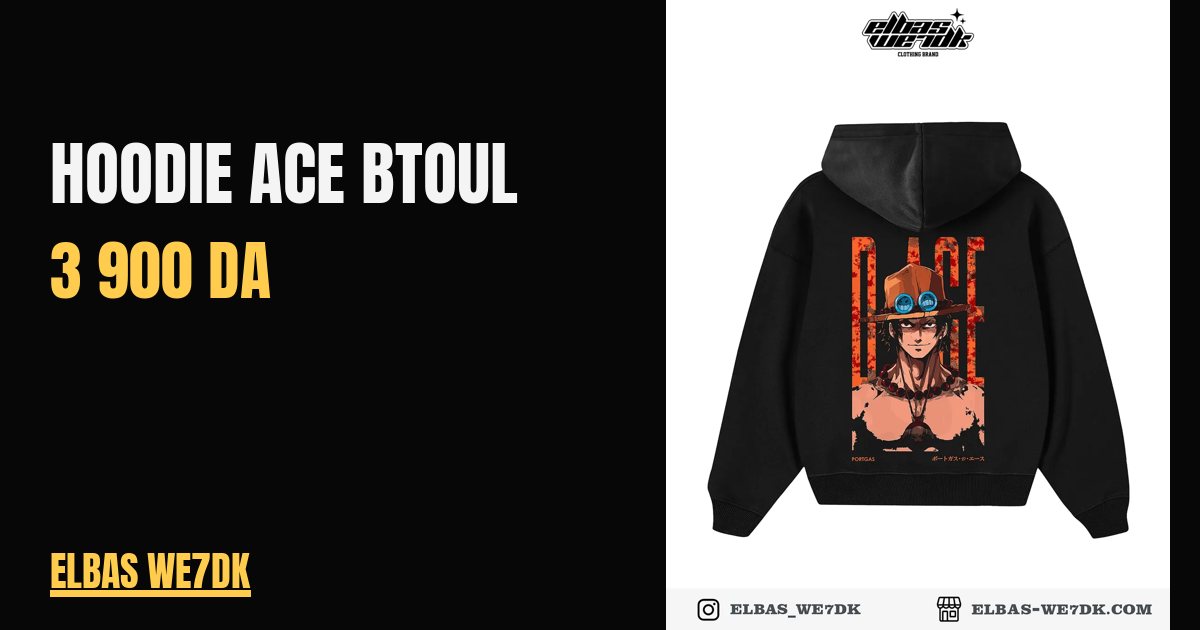 HOODIE ACE BTOUL
3 900 DA
ELBAS WE7DK
elbas
we7dk
CLOTHING BRAND
D. ACE
PORTGAS
ポートガス・D・エース
ELBAS_WE7DK
ELBAS-WE7DK.COM